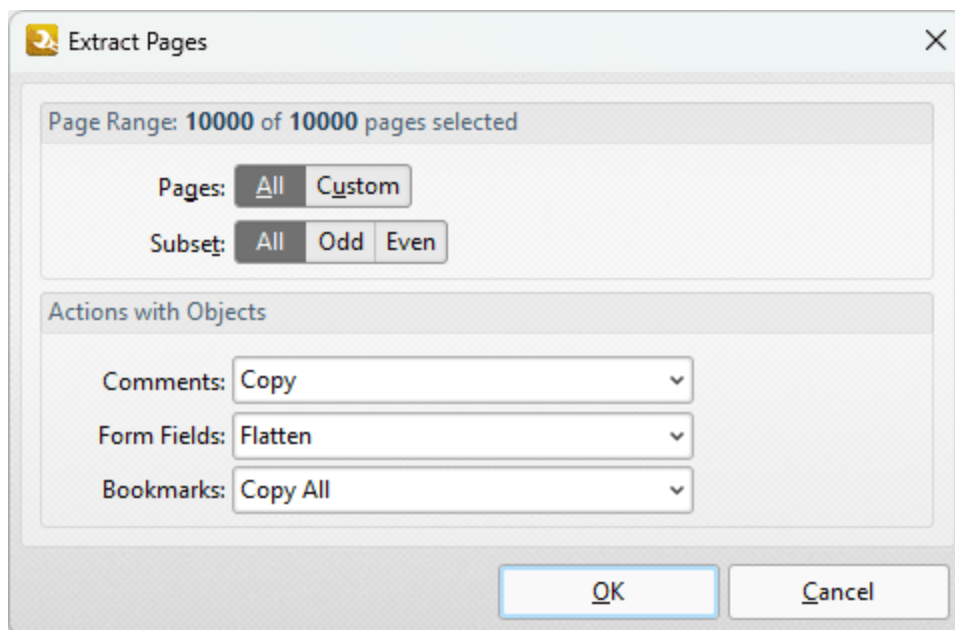 Extract Pages
Page Range: 10000 of 10000 pages selected
Pages: All Custom
Subset: All Odd Even
Actions with Objects
Comments: Copy
Form Fields: Flatten
Bookmarks: Copy All
OK Cancel